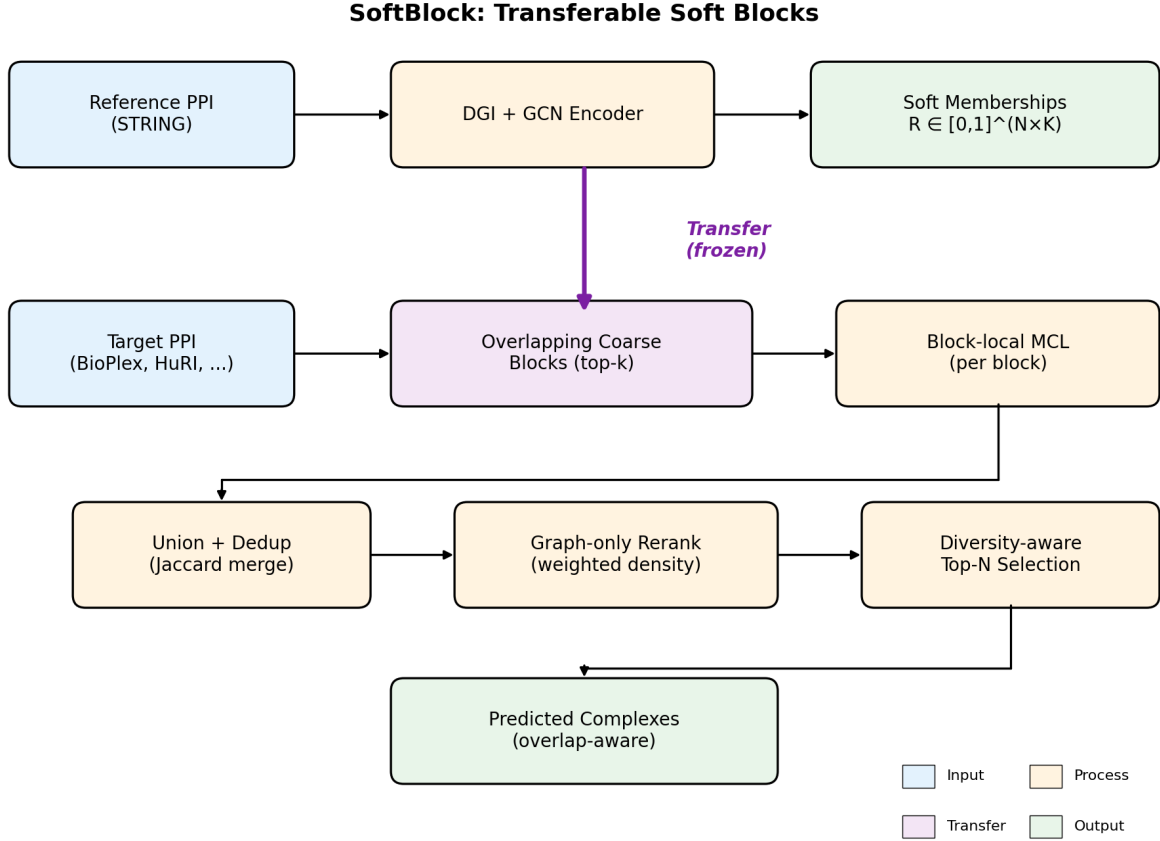 SoftBlock: Transferable Soft Blocks
Reference PPI
(STRING)
DGI + GCN Encoder
Soft Memberships
R ∈ [0,1]^(N×K)
Transfer
(frozen)
Target PPI
(BioPlex, HuRI, ...)
Overlapping Coarse
Blocks (top-k)
Block-local MCL
(per block)
Union + Dedup
(Jaccard merge)
Graph-only Rerank
(weighted density)
Diversity-aware
Top-N Selection
Predicted Complexes
(overlap-aware)
Input
Process
Transfer
Output